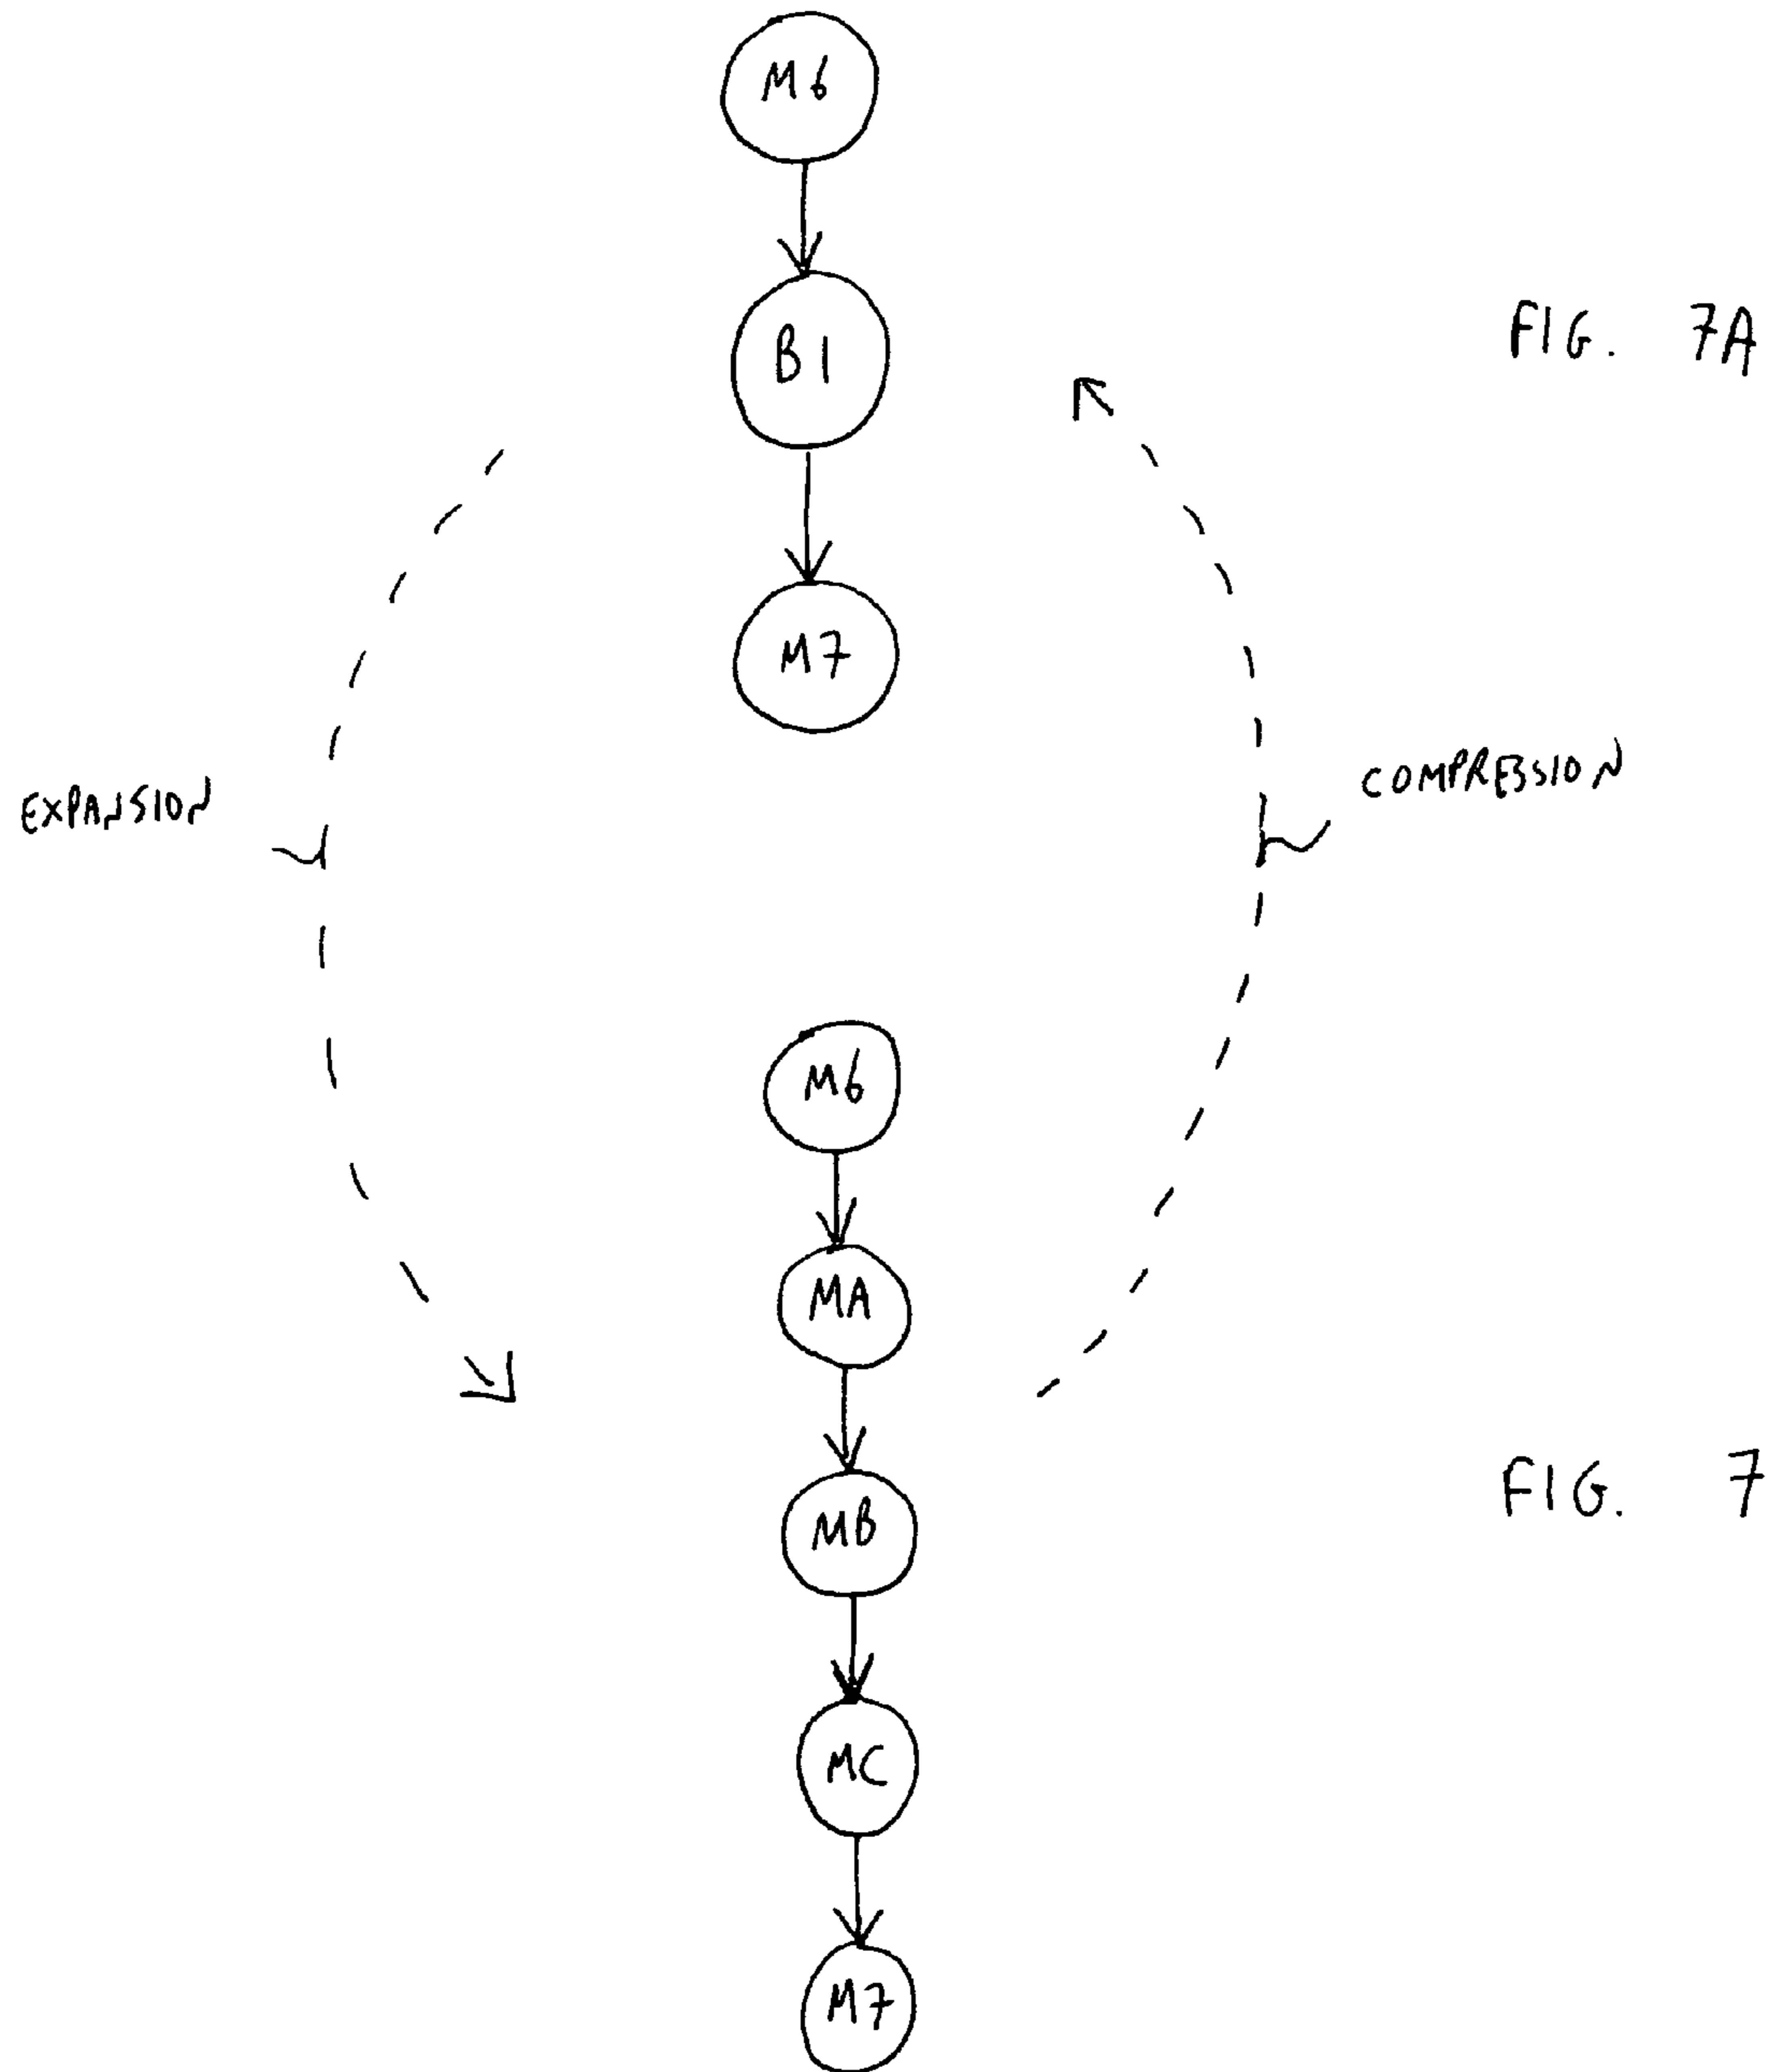 M6
B1
FIG. 7A
M7
EXPANSION
COMPRESSION
M6
MA
MB
FIG. 7
MC
M7